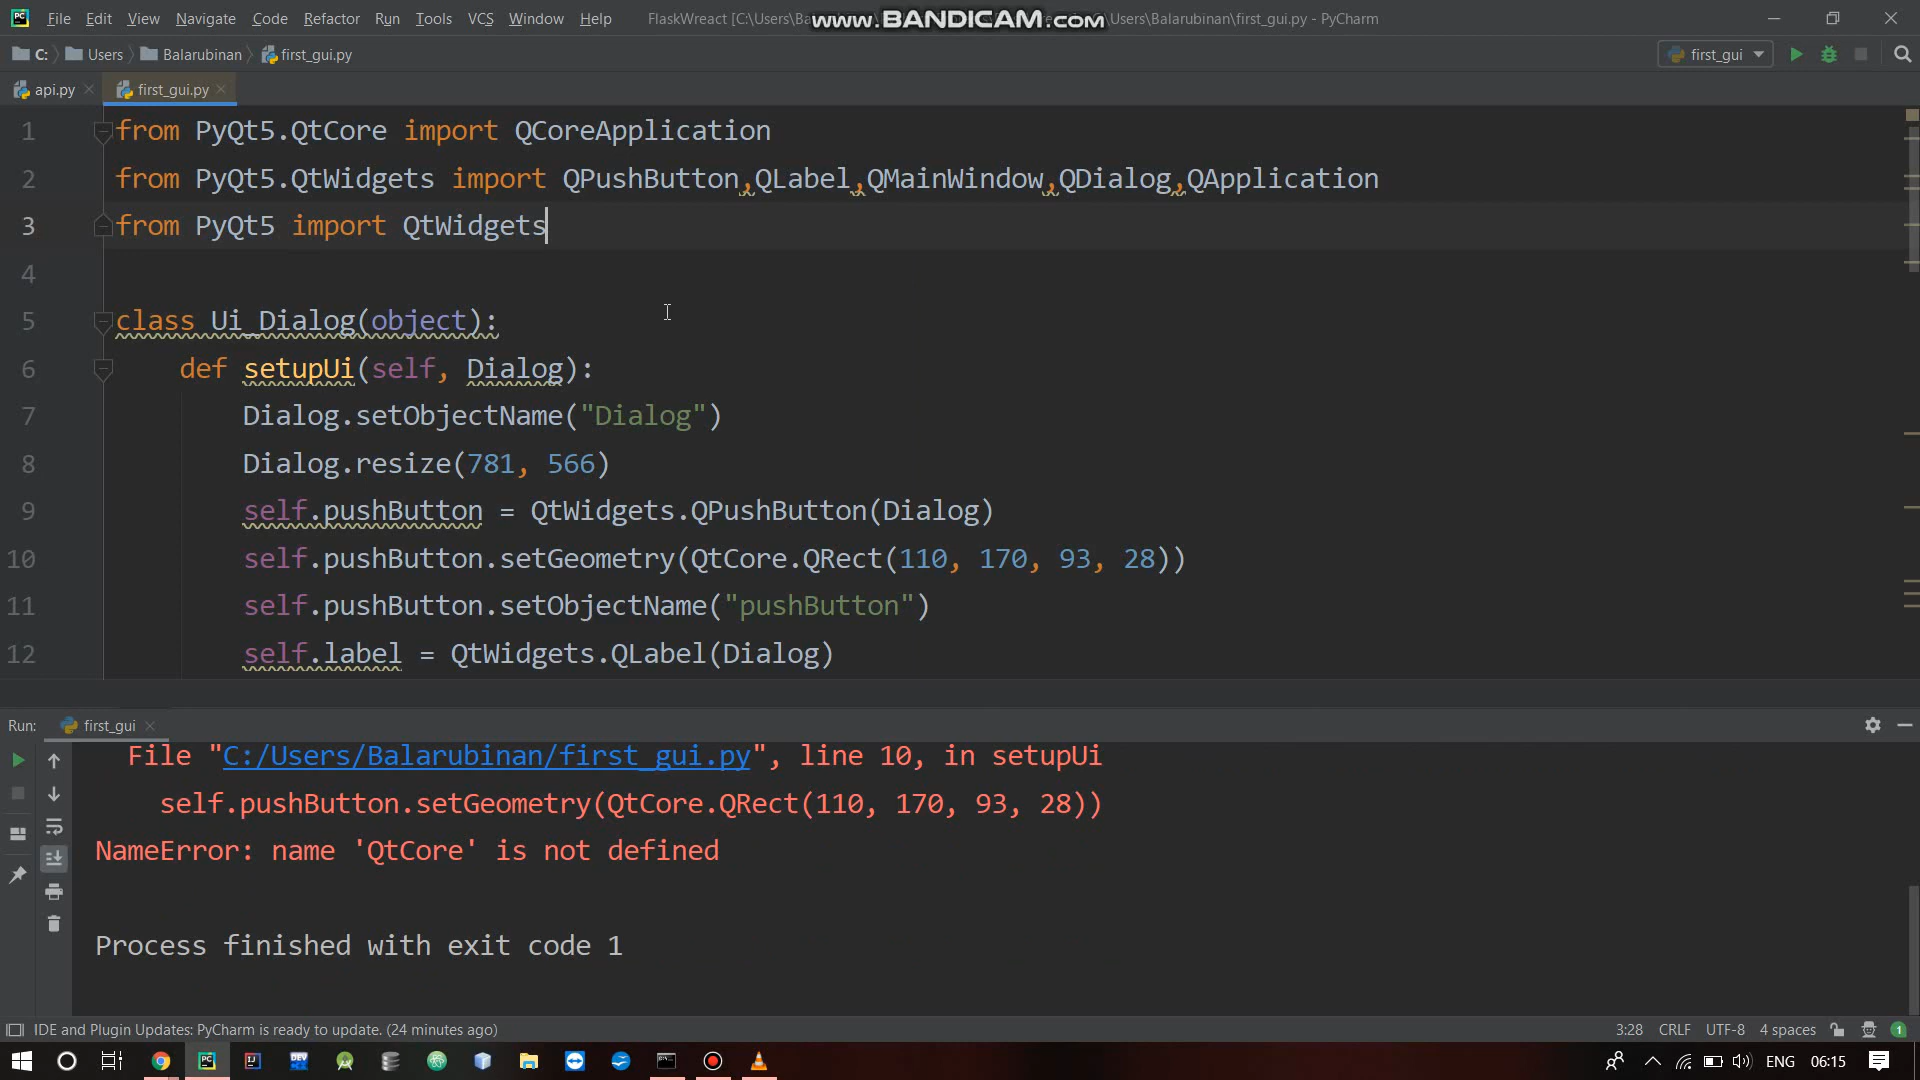 File Edit View Navigate Code Refactor Run Tools VCS Window Help FlaskWreact [C:\Users\Ba www.BANDICAM.com \Users\Balarubinan\first_gui.py - PyCharm
C: Users Balarubinan first_gui.py first_gui
api.py first_gui.py
1 from PyQt5.QtCore import QCoreApplication
2 from PyQt5.QtWidgets import QPushButton,QLabel,QMainWindow,QDialog,QApplication
3 from PyQt5 import QtWidgets
4
5 class Ui_Dialog(object):
6 def setupUi(self, Dialog):
7 Dialog.setObjectName("Dialog")
8 Dialog.resize(781, 566)
9 self.pushButton = QtWidgets.QPushButton(Dialog)
10 self.pushButton.setGeometry(QtCore.QRect(110, 170, 93, 28))
11 self.pushButton.setObjectName("pushButton")
12 self.label = QtWidgets.QLabel(Dialog)
Run: first_gui
File "C:/Users/Balarubinan/first_gui.py", line 10, in setupUi
self.pushButton.setGeometry(QtCore.QRect(110, 170, 93, 28))
NameError: name 'QtCore' is not defined
Process finished with exit code 1
IDE and Plugin Updates: PyCharm is ready to update. (24 minutes ago) 3:28 CRLF UTF-8 4 spaces 1
ENG 06:15